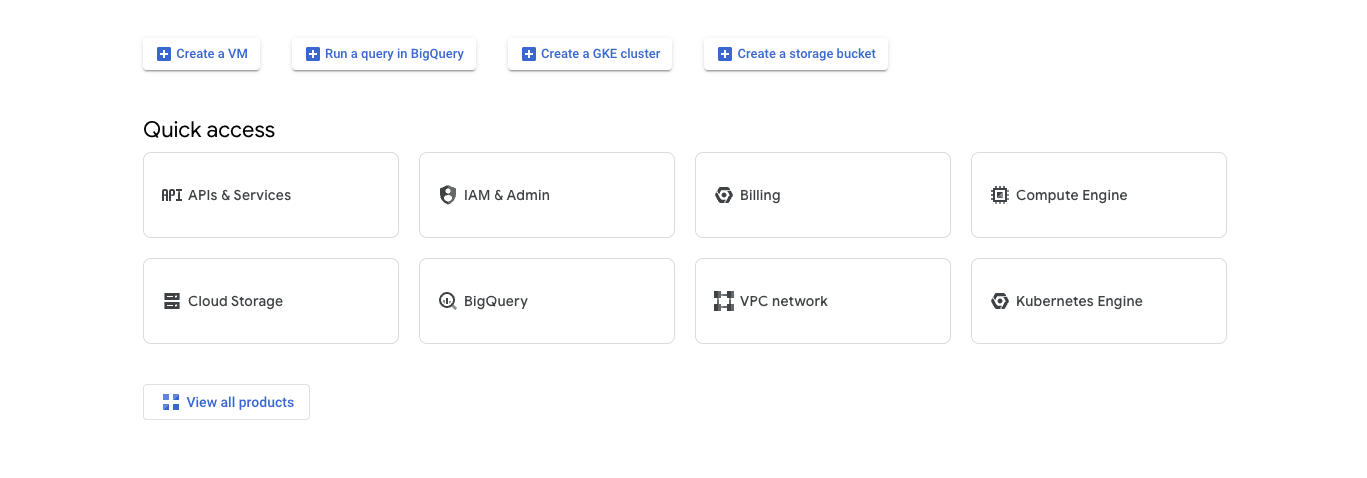 Create a VM
Run a query in BigQuery
Create a GKE cluster
Create a storage bucket
Quick access
API APIs & Services
IAM & Admin
Billing
Compute Engine
Cloud Storage
BigQuery
VPC network
Kubernetes Engine
View all products